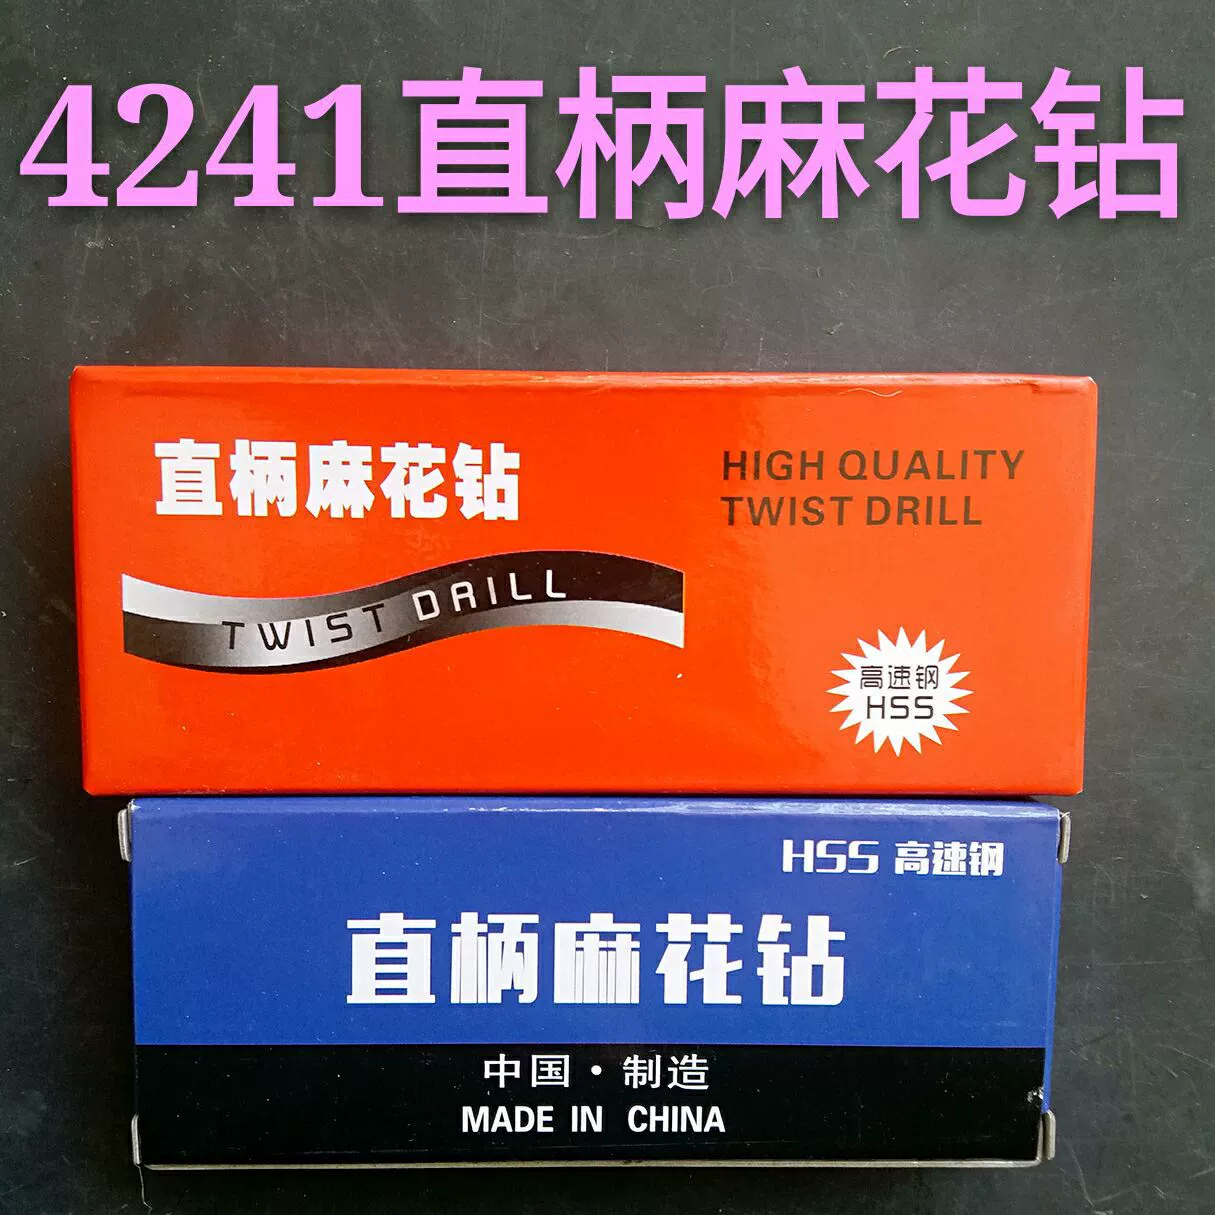 4241直柄麻花钻
直柄麻花钻
HIGH QUALITY
TWIST DRILL
TWIST DRILL
高速钢
HSS
HSS 高速钢
直柄麻花钻
中国·制造
MADE IN CHINA